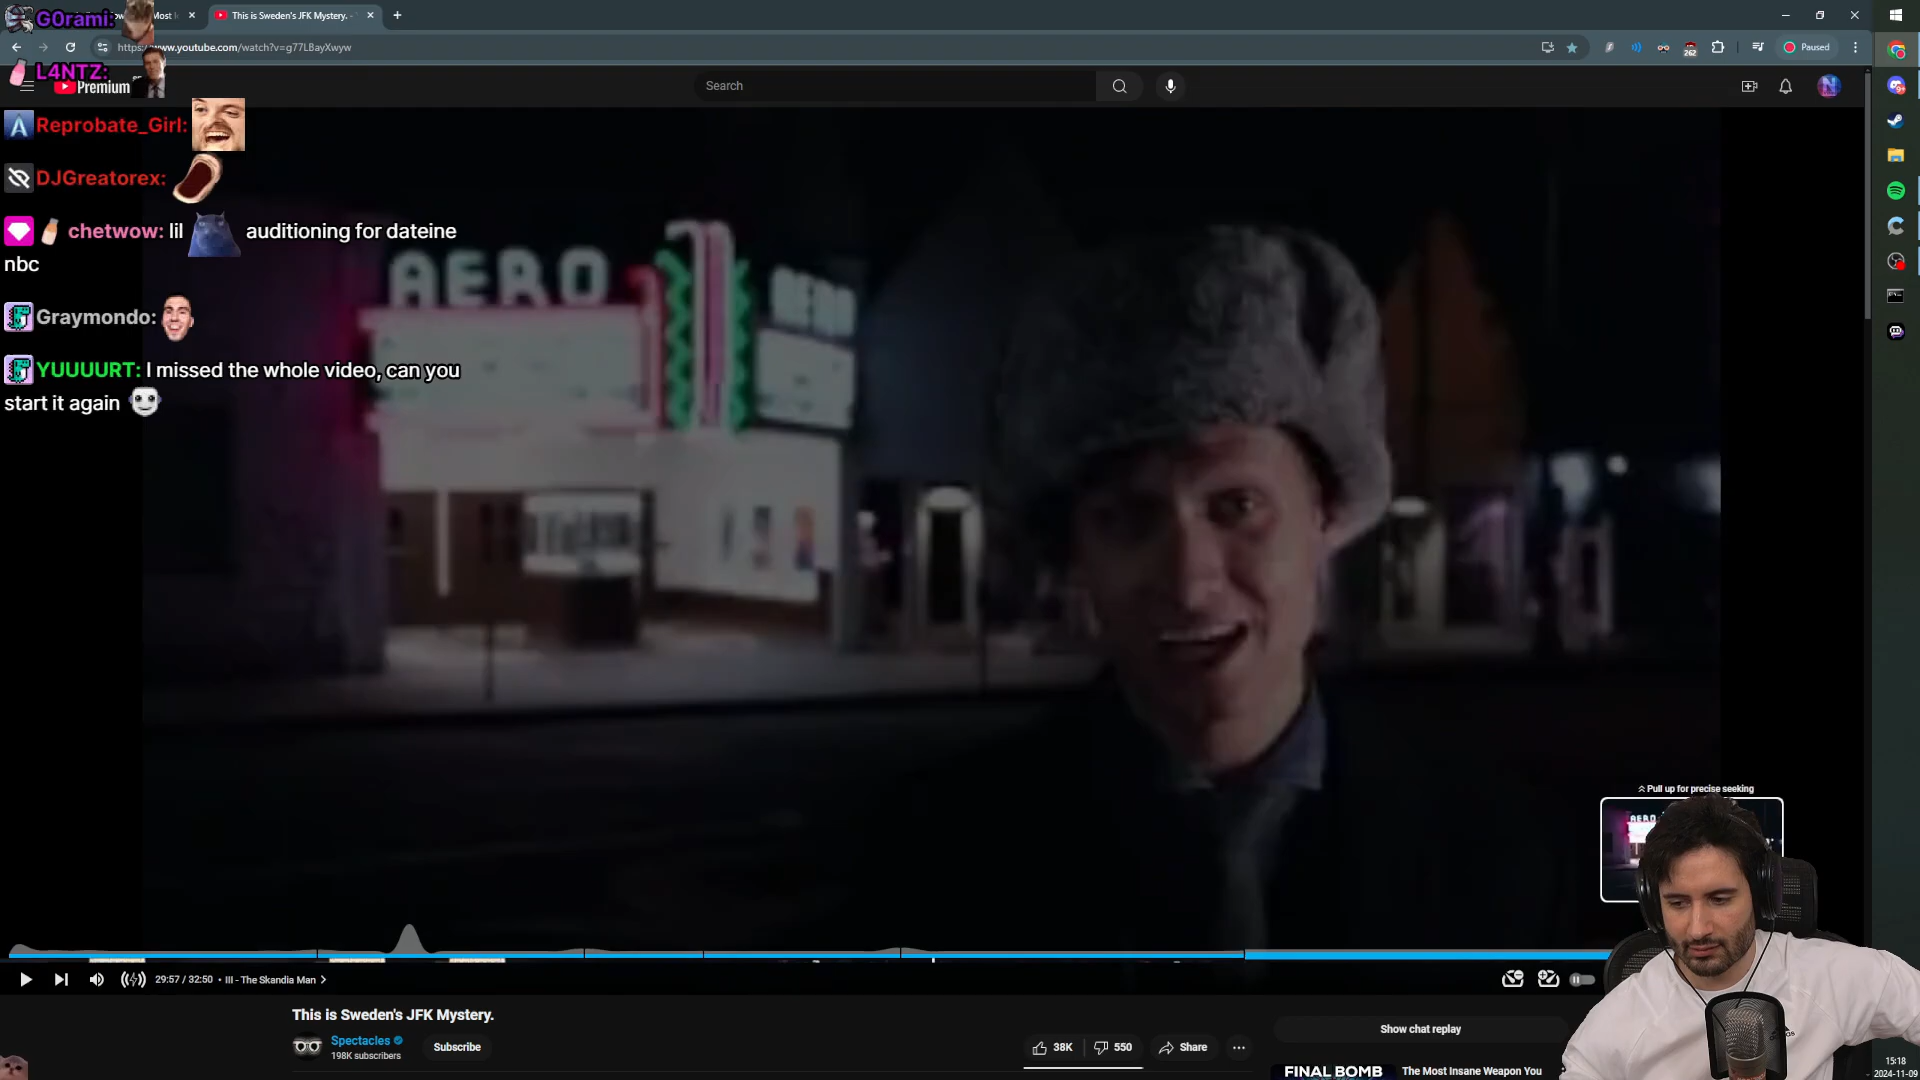 G0rami:
Most I
This is Sweden's JFK Mystery. -
https://www.youtube.com/watch?v=g77LBayXwyw
262
Paused
L4NTZ:
Premium
Search
Reprobate_Girl:
DJGreatorex:
chetwow: lil auditioning for dateine
nbc
Graymondo:
YUUUURT: I missed the whole video, can you
start it again
AERO
AERO
Pull up for precise seeking
29:57 / 32:50 • III - The Skandia Man
This is Sweden's JFK Mystery.
Spectacles
198K subscribers
Subscribe
38K
550
Share
Show chat replay
FINAL BOMB
The Most Insane Weapon You
15:18
2024-11-09